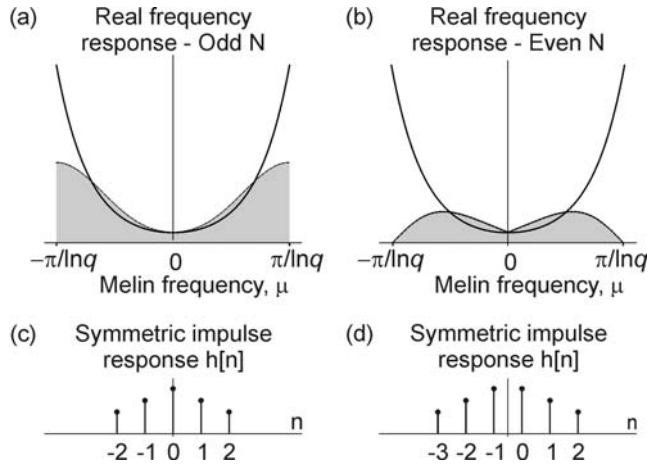 (a) Real frequency
response - Odd N
(b) Real frequency
response - Even N
−π/lnq 0 π/lnq
Melin frequency, μ
−π/lnq 0 π/lnq
Melin frequency, μ
(c) Symmetric impulse
response h[n]
n
-2 -1 0 1 2
(d) Symmetric impulse
response h[n]
n
-3 -2 -1 0 1 2